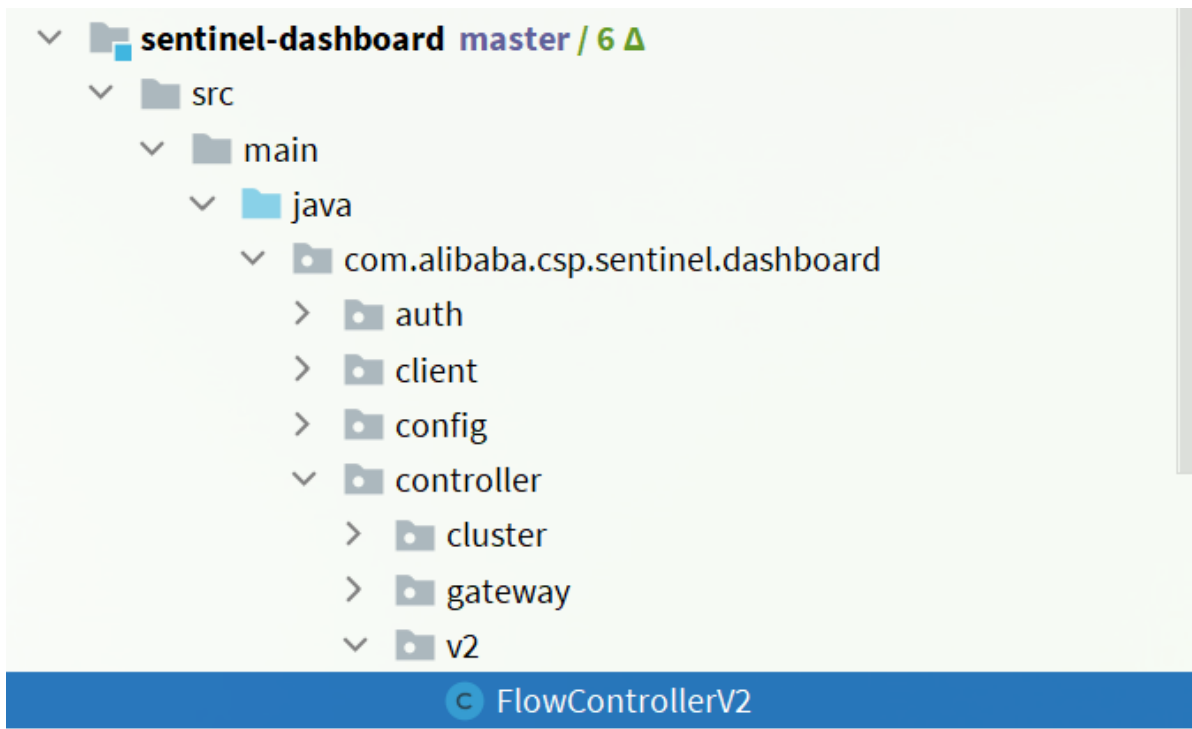 sentinel-dashboard master / 6 Δ
src
main
java
com.alibaba.csp.sentinel.dashboard
auth
client
config
controller
cluster
gateway
v2
C FlowControllerV2